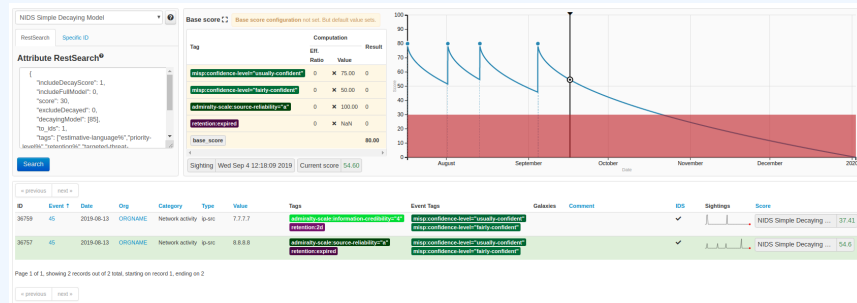 NIDS Simple Decaying Model
RestSearch Specific ID
Attribute RestSearch
{
"includeDecayScore": 1,
"includeFullModel": 0,
"score": 30,
"excludeDecayed": 0,
"decayingModel": [85],
"to_ids": 1,
"tags": ["estimative-language%","priority-
level%","retention%","targeted-threat-
Search
Base score Base score configuration not set. But default value sets.
Tag Computation Result
Eff. Ratio Value
misp:confidence-level="usually-confident" 0 × 75.00 0
misp:confidence-level="fairly-confident" 0 × 50.00 0
admiralty-scale:source-reliability="a" 0 × 100.00 0
retention:expired 0 × NaN 0
base_score 80.00
Sighting Wed Sep 4 12:18:09 2019 Current score 54.60
100
90
80
70
60
50
40
30
20
10
0
August September October November December 2020
Date
« previous next »
ID Event ↑ Date Org Category Type Value Tags Event Tags Galaxies Comment IDS Sightings Score
36759 45 2019-08-13 ORGNAME Network activity ip-src 7.7.7.7 admiralty-scale:information-credibility="4" misp:confidence-level="usually-confident" ✔ NIDS Simple Decaying ... 37.41
retention:2d misp:confidence-level="fairly-confident"
36757 45 2019-08-13 ORGNAME Network activity ip-src 8.8.8.8 admiralty-scale:source-reliability="a" misp:confidence-level="usually-confident" ✔ NIDS Simple Decaying ... 54.6
retention:expired misp:confidence-level="fairly-confident"
Page 1 of 1, showing 2 records out of 2 total, starting on record 1, ending on 2
« previous next »